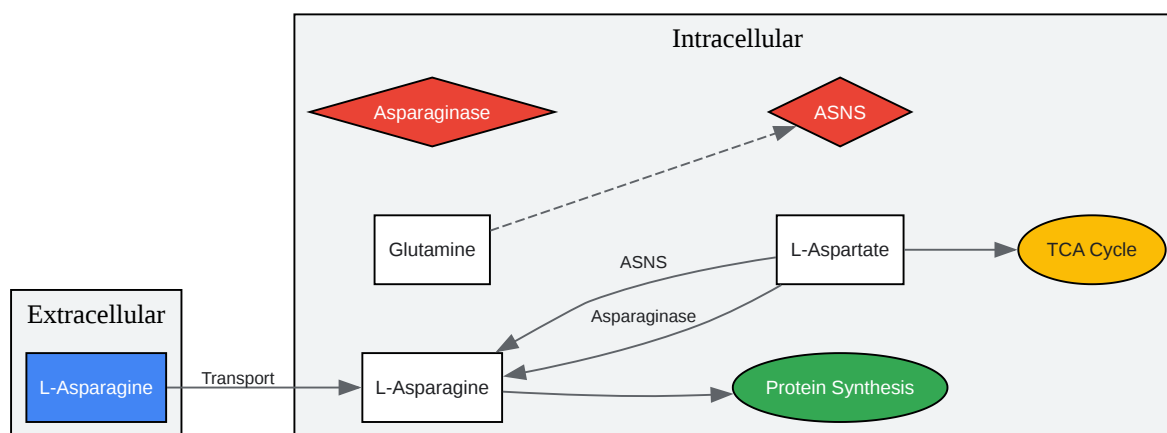 Intracellular
Asparaginase
ASNS
Glutamine
L-Aspartate
TCA Cycle
ASNS
Asparaginase
Extracellular
L-Asparagine
Transport
L-Asparagine
Protein Synthesis